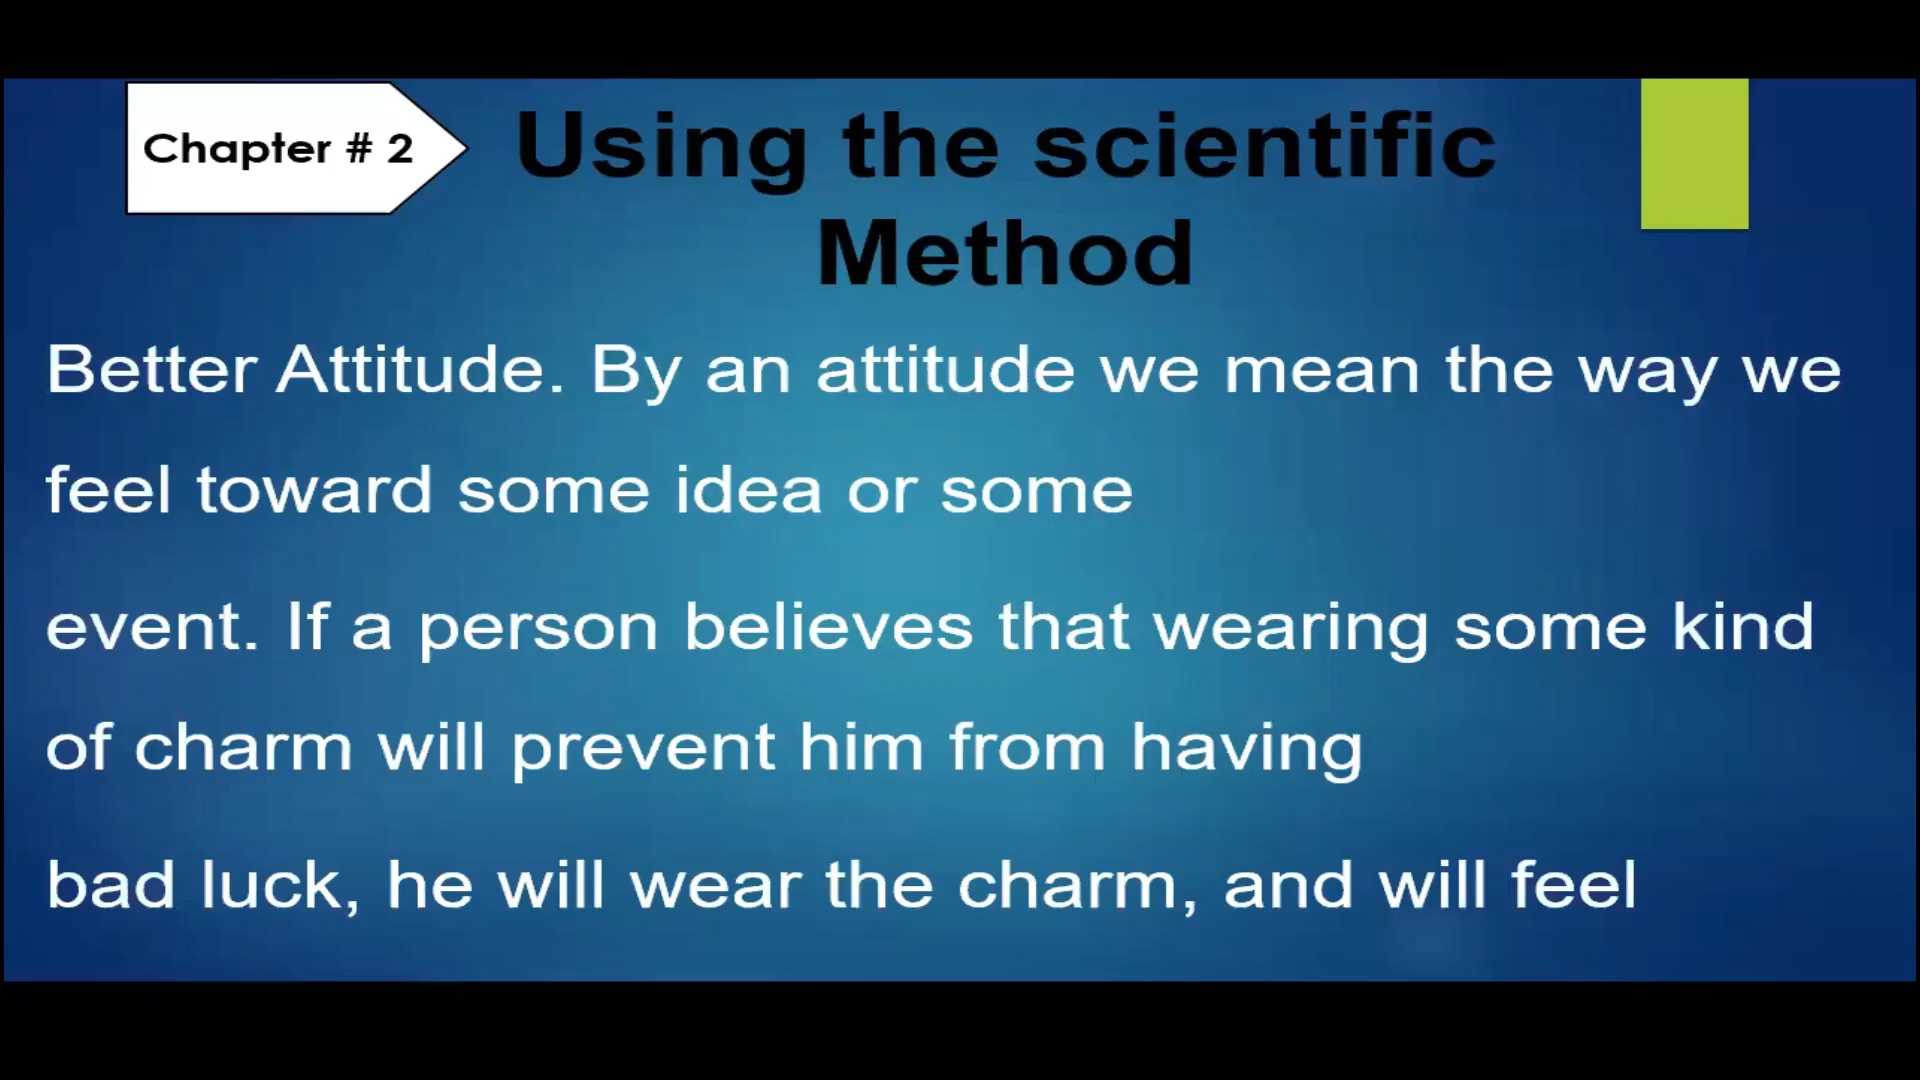 Chapter # 2
Using the scientific
Method
Better Attitude. By an attitude we mean the way we
feel toward some idea or some
event. If a person believes that wearing some kind
of charm will prevent him from having
bad luck, he will wear the charm, and will feel